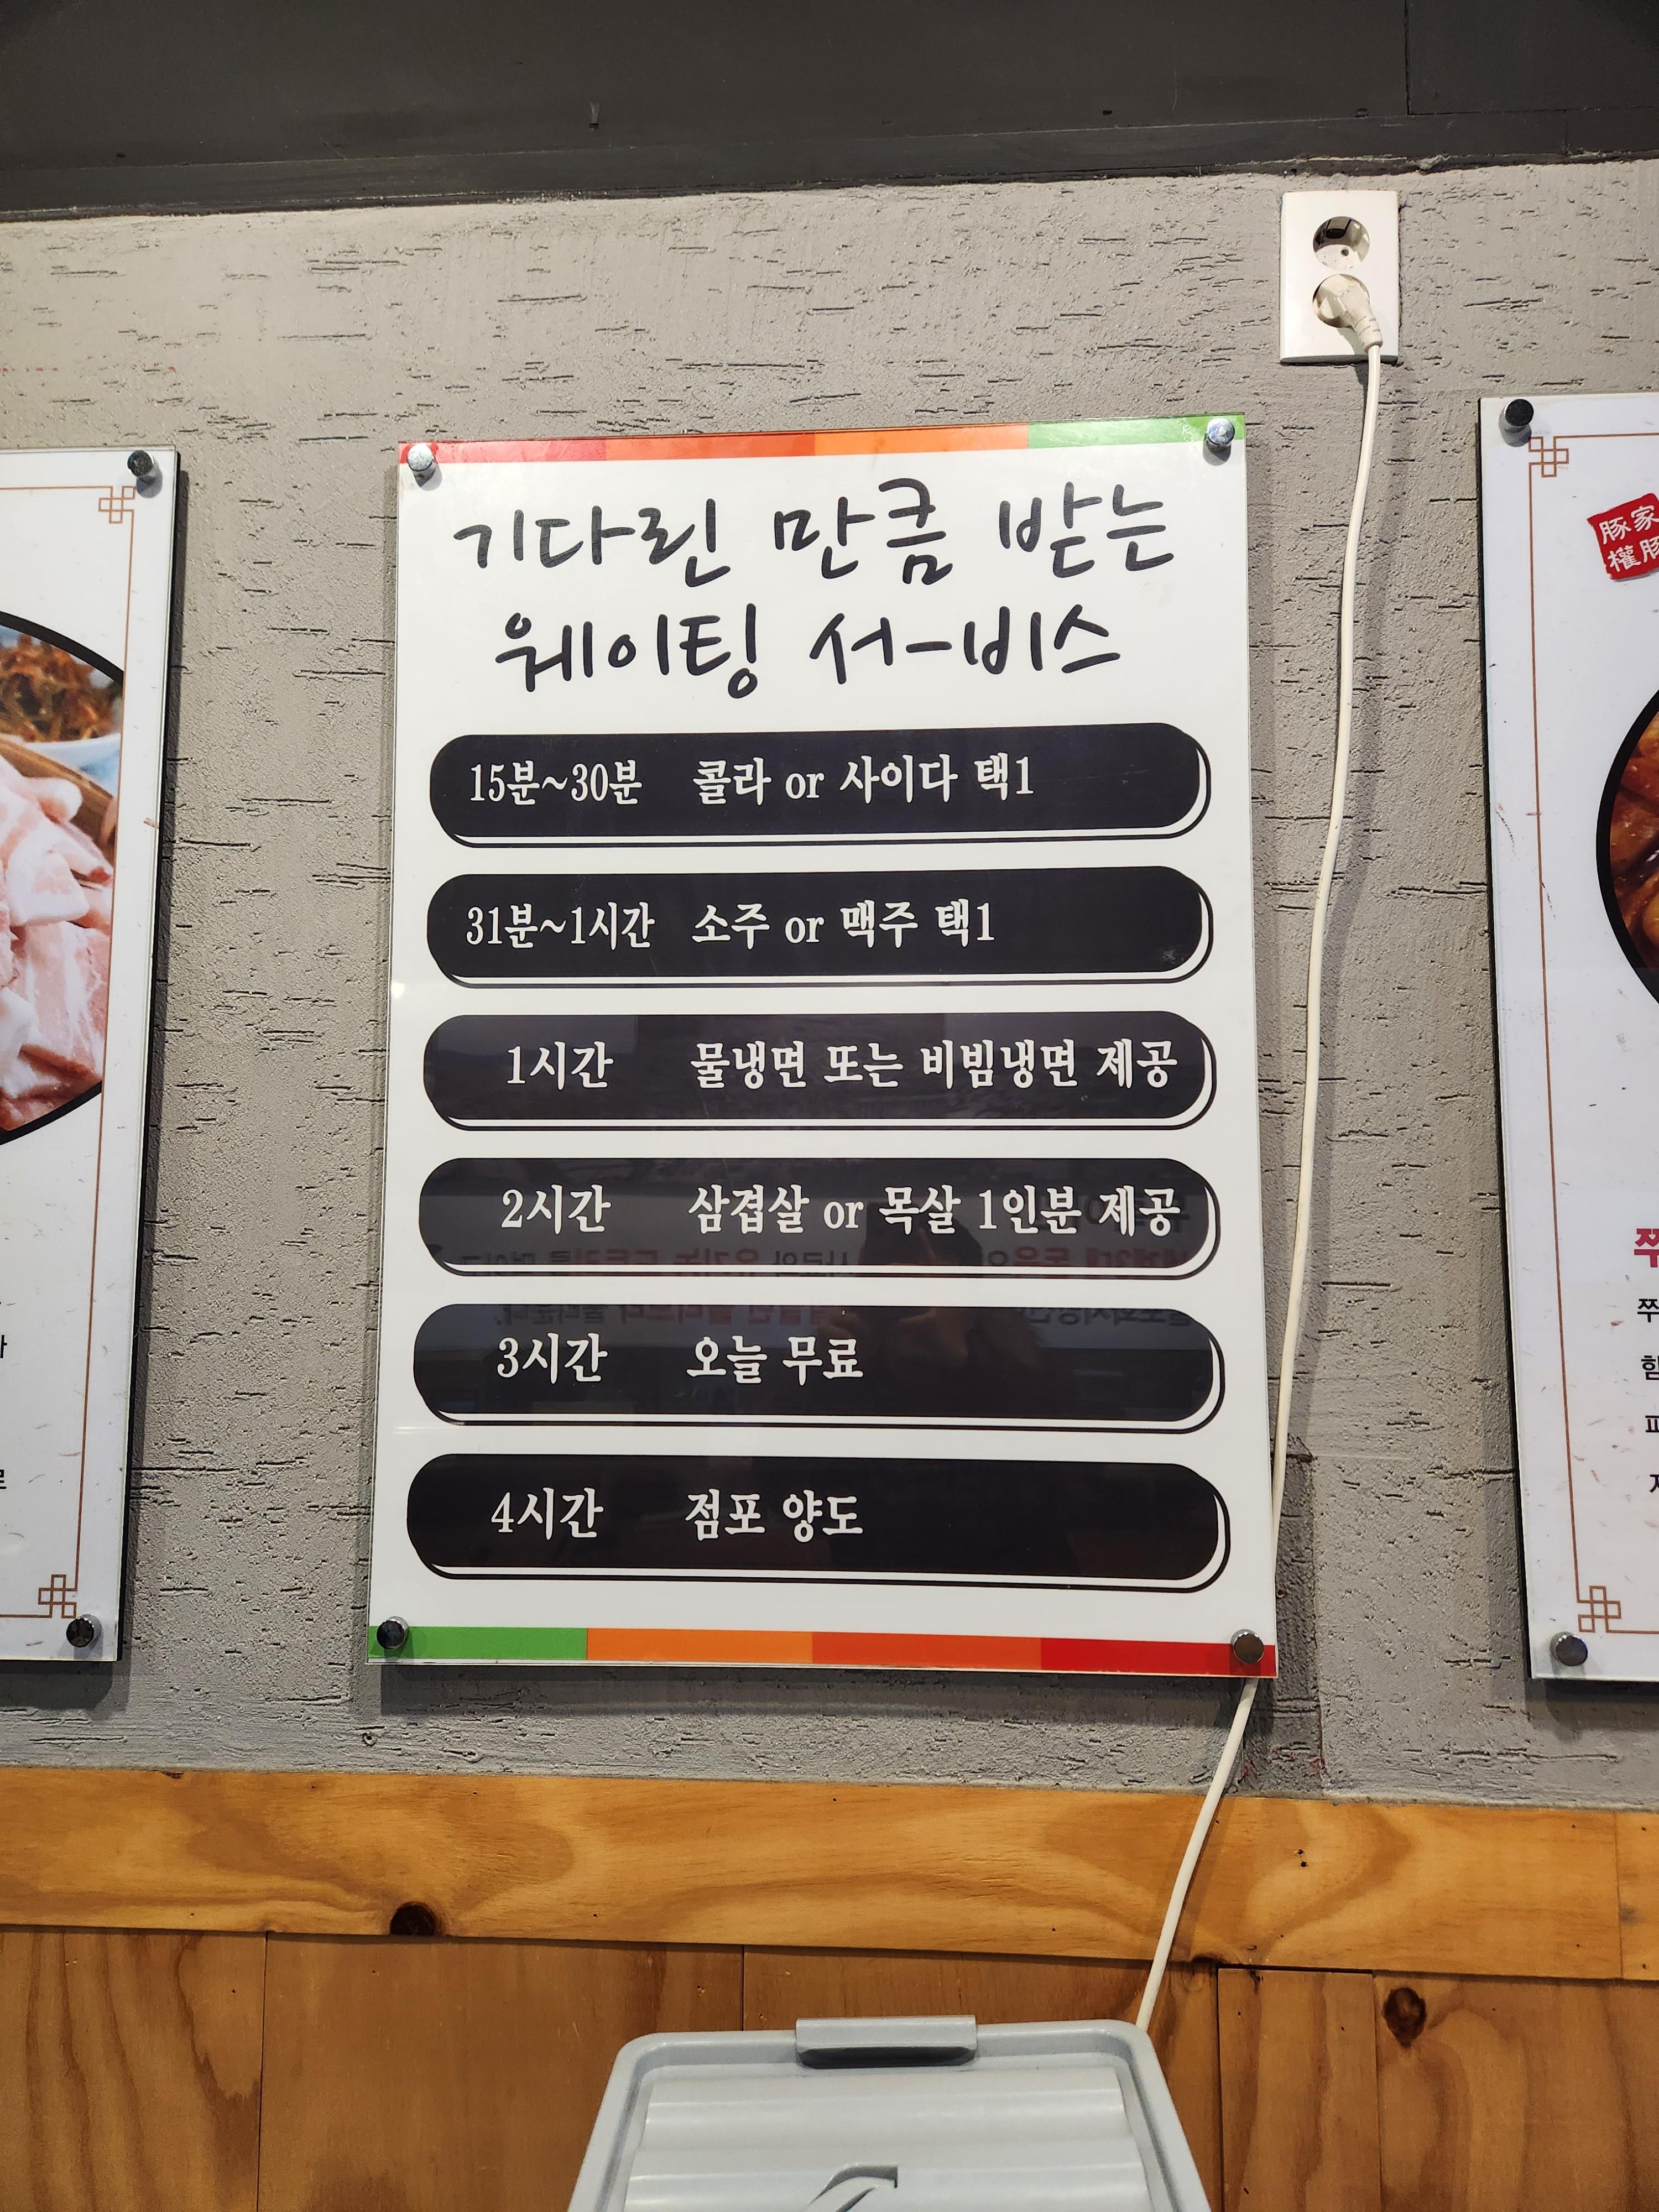 기다린 만큼 받는
웨이팅 서-비스
15분~30분 콜라 or 사이다 택1
31분~1시간 소주 or 맥주 택1
1시간 물냉면 또는 비빔냉면 제공
2시간 삼겹살 or 목살 1인분 제공
3시간 오늘 무료
4시간 점포 양도
豚家
權豚